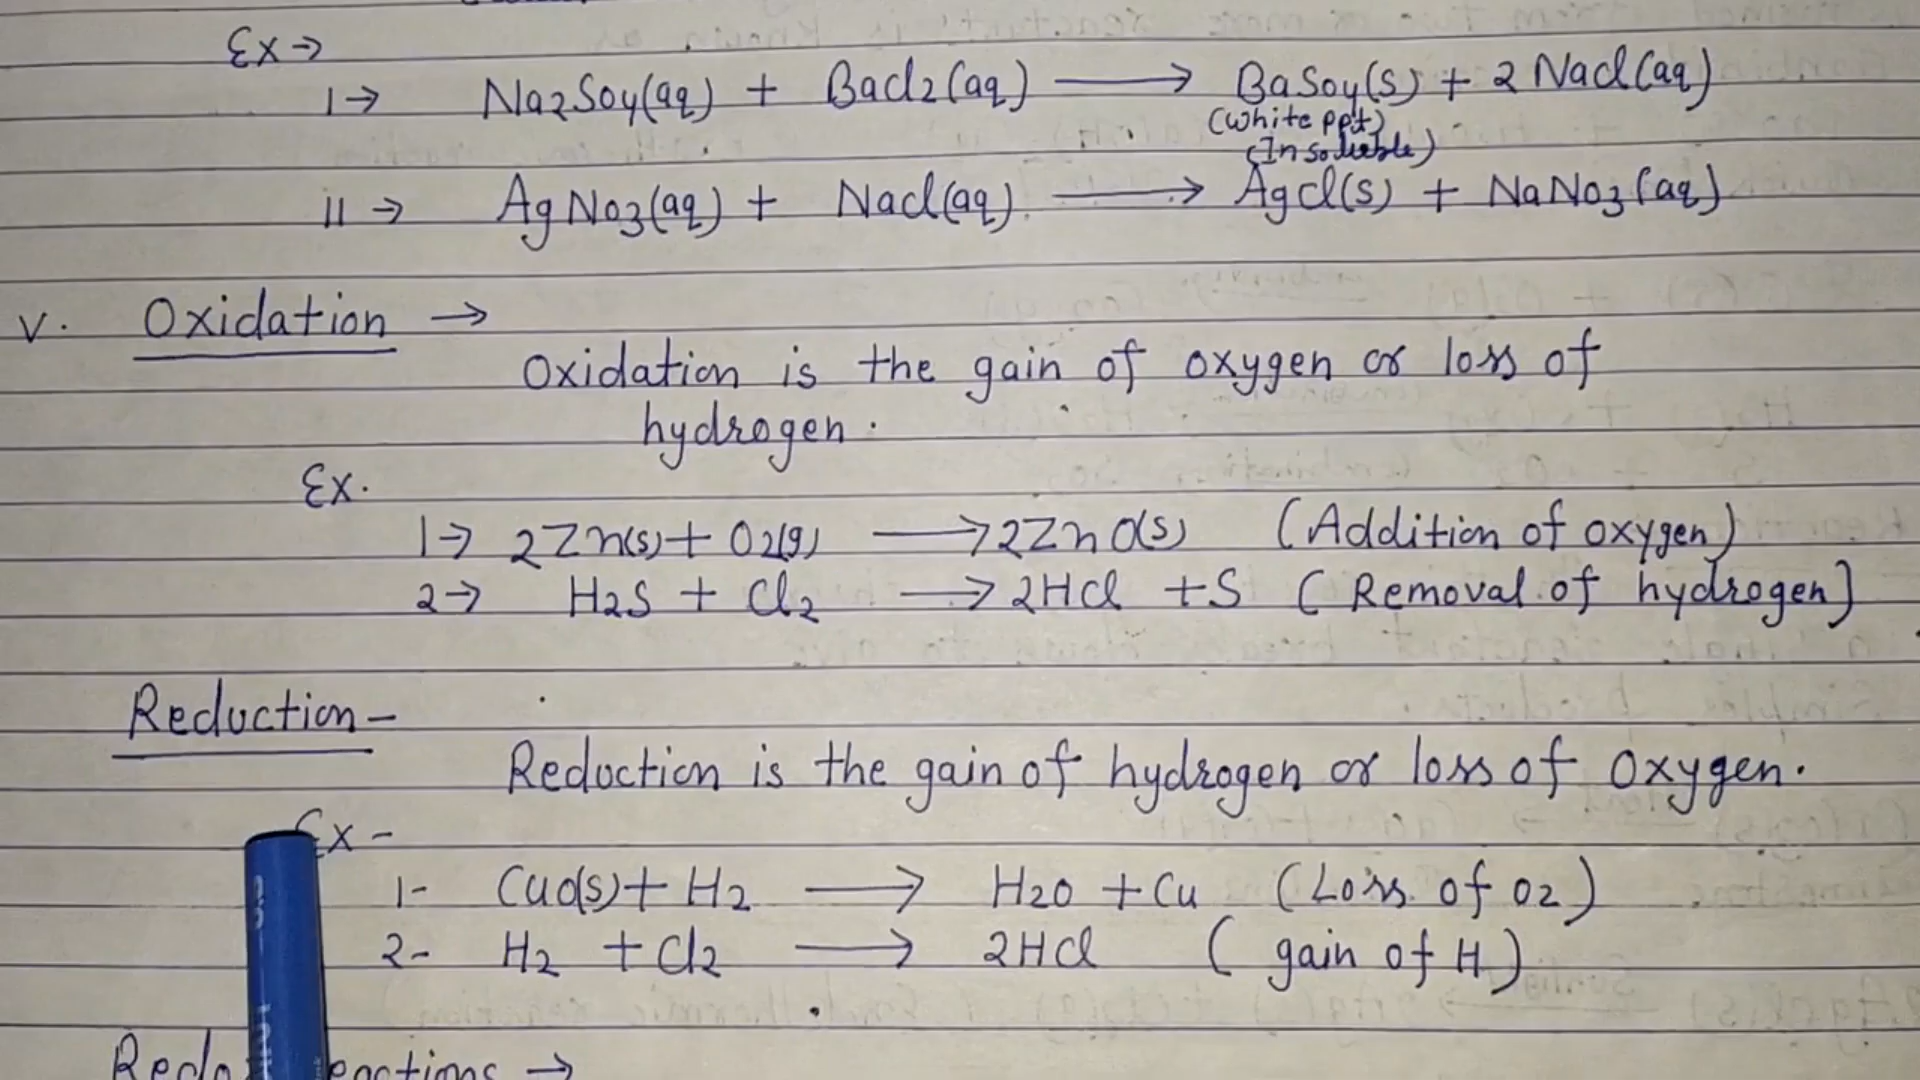 Ex →
1 → Na2So4(aq) + Bacl2(aq) ⟶ BaSo4(s) + 2 Nacl(aq)
(white ppt)
(Insoluble)
11 → AgNo3(aq) + Nacl(aq) ⟶ Agcl(s) + NaNo3(aq)
v. Oxidation →
Oxidation is the gain of oxygen or loss of
hydrogen.
Ex.
1 → 2Zn(s) + O2(g) ⟶ 2ZnO(s) (Addition of oxygen)
2 → H2S + Cl2 ⟶ 2HCl + S (Removal of hydrogen)
Reduction -
Reduction is the gain of hydrogen or loss of Oxygen.
Ex -
1- CuO(s) + H2 ⟶ H2O + Cu (Loss of O2)
2- H2 + Cl2 ⟶ 2HCl (gain of H)